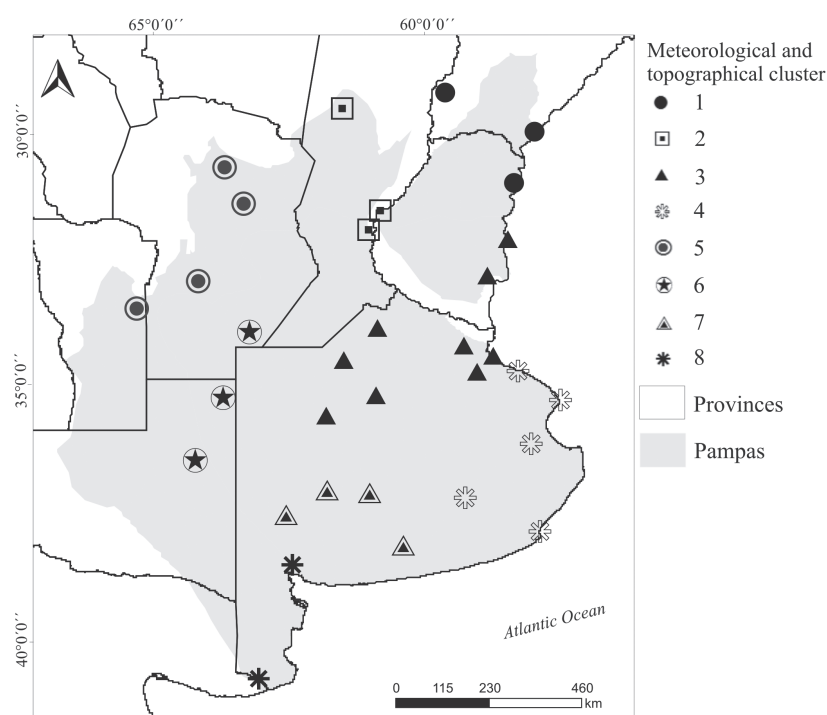 65°0´0´´ 60°0´0´´
30°0´0´´
35°0´0´´
40°0´0´´
Meteorological and
topographical cluster
1
2
3
4
5
6
7
8
Provinces
Pampas
Atlantic Ocean
0 115 230 460
km